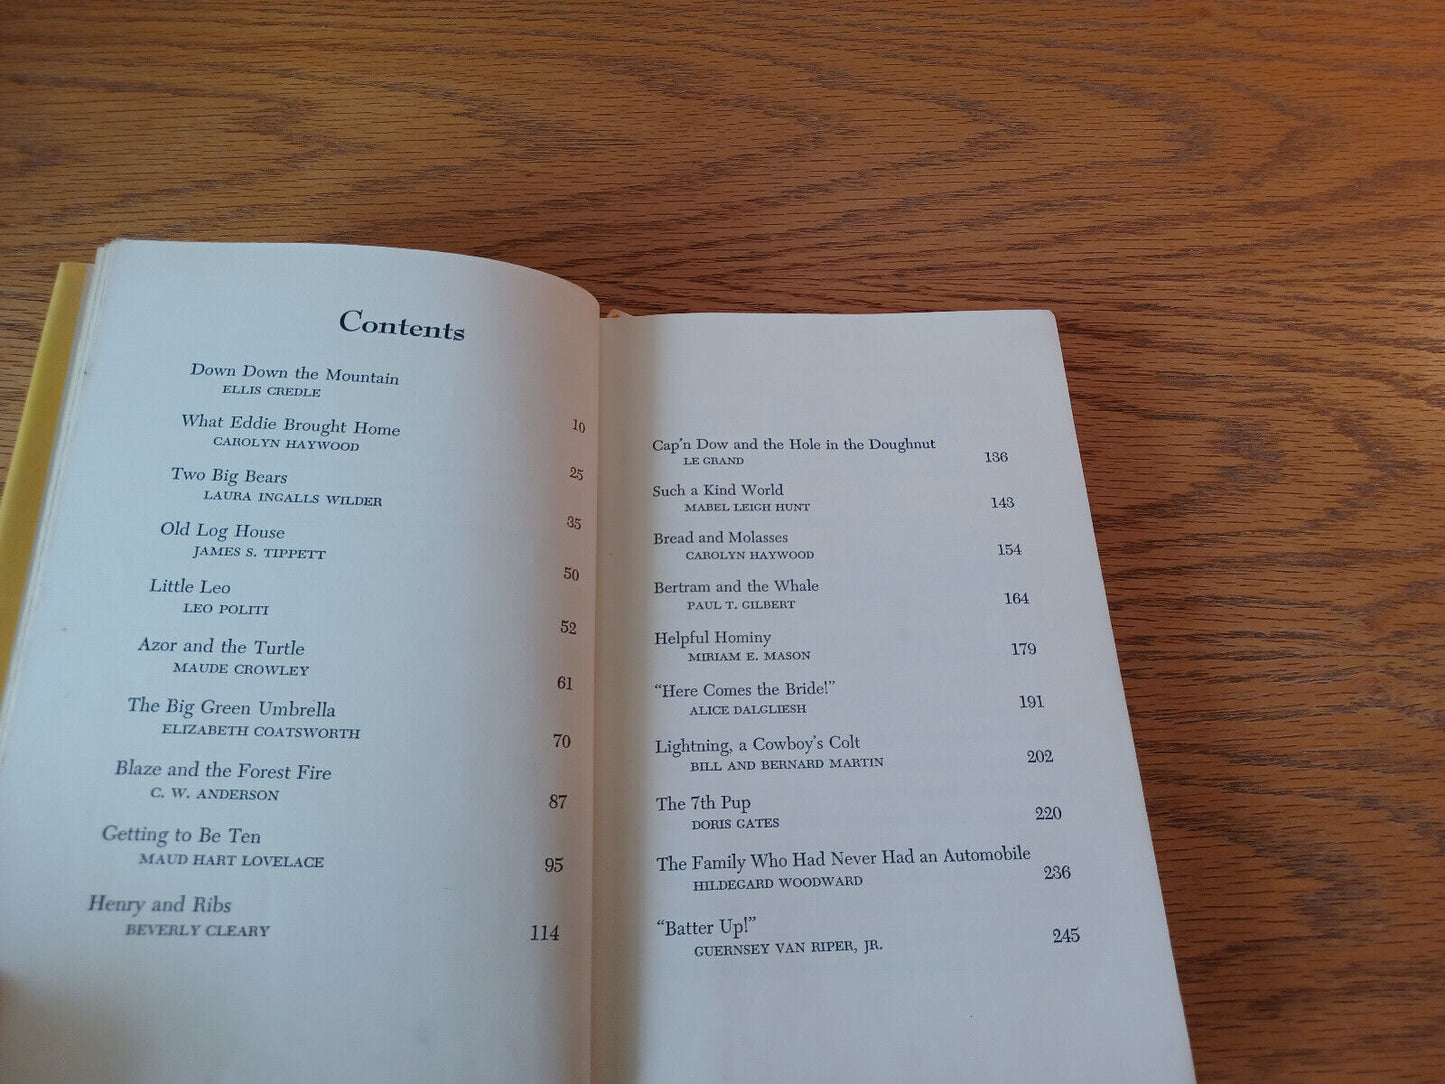 Contents
Down Down the Mountain
ELLIS CREDLE 10
What Eddie Brought Home
CAROLYN HAYWOOD 25
Two Big Bears
LAURA INGALLS WILDER 35
Old Log House
JAMES S. TIPPETT 50
Little Leo
LEO POLITI 52
Azor and the Turtle
MAUDE CROWLEY 61
The Big Green Umbrella
ELIZABETH COATSWORTH 70
Blaze and the Forest Fire
C. W. ANDERSON 87
Getting to Be Ten
MAUD HART LOVELACE 95
Henry and Ribs
BEVERLY CLEARY 114
Cap'n Dow and the Hole in the Doughnut
LE GRAND 136
Such a Kind World
MABEL LEIGH HUNT 143
Bread and Molasses
CAROLYN HAYWOOD 154
Bertram and the Whale
PAUL T. GILBERT 164
Helpful Hominy
MIRIAM E. MASON 179
“Here Comes the Bride!”
ALICE DALGLIESH 191
Lightning, a Cowboy's Colt
BILL AND BERNARD MARTIN 202
The 7th Pup
DORIS GATES 220
The Family Who Had Never Had an Automobile
HILDEGARD WOODWARD 236
“Batter Up!”
GUERNSEY VAN RIPER, JR. 245